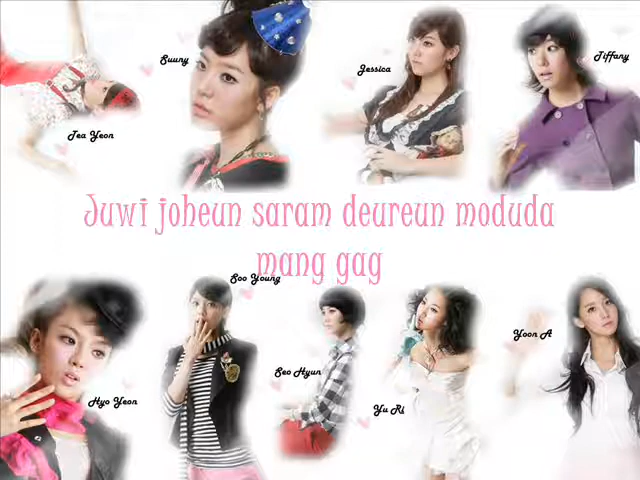 Suuny
Jessica
Tiffany
Tea Yeon
Juwi joheun saram deureun moduda
mang gag
Soo Young
Yoon A
Seo Hyun
Hyo Yeon
Yu Ri